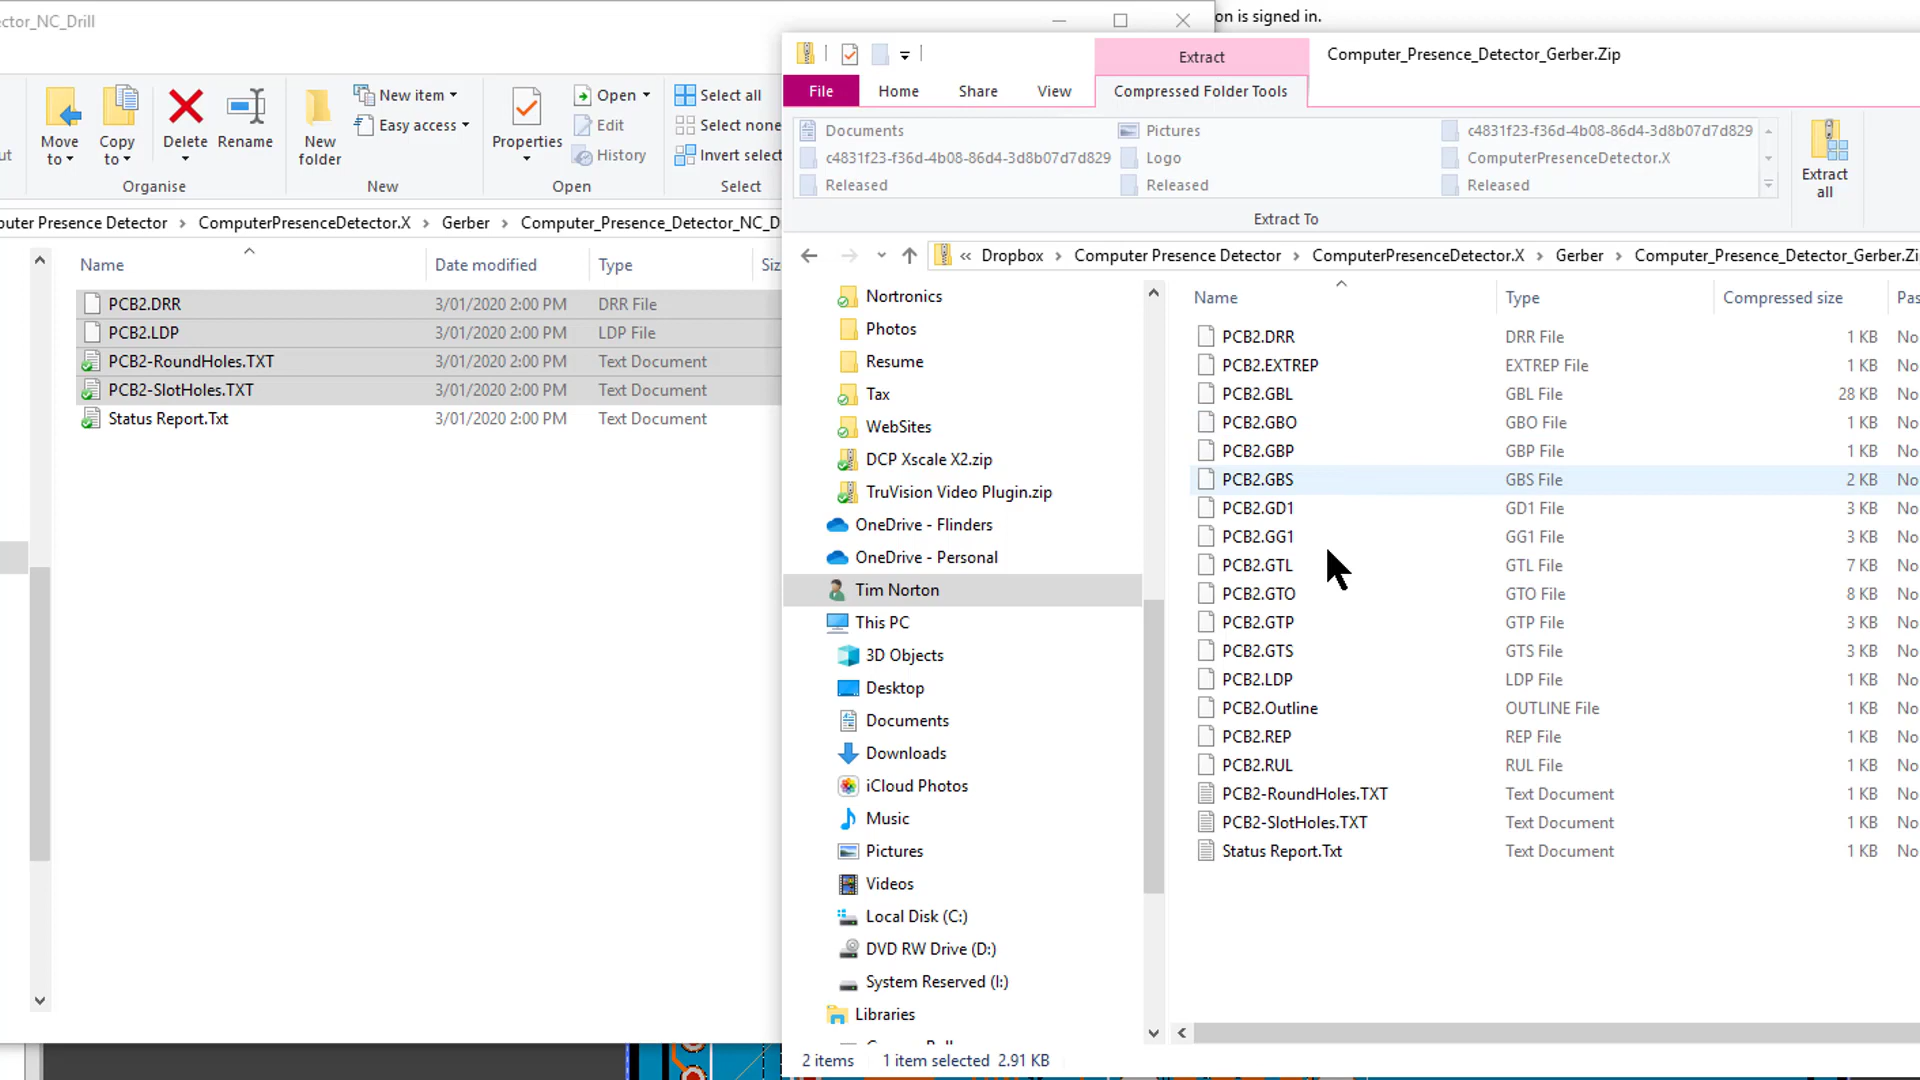 ctor_NC_Drill
Move to
Copy to
Delete
Rename
New folder
New item
Easy access
Properties
Open
Edit
History
Select all
Select none
Invert select
Organise
New
Open
Select
puter Presence Detector > ComputerPresenceDetector.X > Gerber > Computer_Presence_Detector_NC_D
Name Date modified Type Siz
PCB2.DRR 3/01/2020 2:00 PM DRR File
PCB2.LDP 3/01/2020 2:00 PM LDP File
PCB2-RoundHoles.TXT 3/01/2020 2:00 PM Text Document
PCB2-SlotHoles.TXT 3/01/2020 2:00 PM Text Document
Status Report.Txt 3/01/2020 2:00 PM Text Document
on is signed in.
Extract
Computer_Presence_Detector_Gerber.Zip
File Home Share View Compressed Folder Tools
Documents Pictures c4831f23-f36d-4b08-86d4-3d8b07d7d829
c4831f23-f36d-4b08-86d4-3d8b07d7d829 Logo ComputerPresenceDetector.X
Released Released Released
Extract all
Extract To
« Dropbox > Computer Presence Detector > ComputerPresenceDetector.X > Gerber > Computer_Presence_Detector_Gerber.Zi
Nortronics
Photos
Resume
Tax
WebSites
DCP Xscale X2.zip
TruVision Video Plugin.zip
OneDrive - Flinders
OneDrive - Personal
Tim Norton
This PC
3D Objects
Desktop
Documents
Downloads
iCloud Photos
Music
Pictures
Videos
Local Disk (C:)
DVD RW Drive (D:)
System Reserved (I:)
Libraries
Name Type Compressed size Pas
PCB2.DRR DRR File 1 KB No
PCB2.EXTREP EXTREP File 1 KB No
PCB2.GBL GBL File 28 KB No
PCB2.GBO GBO File 1 KB No
PCB2.GBP GBP File 1 KB No
PCB2.GBS GBS File 2 KB No
PCB2.GD1 GD1 File 3 KB No
PCB2.GG1 GG1 File 3 KB No
PCB2.GTL GTL File 7 KB No
PCB2.GTO GTO File 8 KB No
PCB2.GTP GTP File 3 KB No
PCB2.GTS GTS File 3 KB No
PCB2.LDP LDP File 1 KB No
PCB2.Outline OUTLINE File 1 KB No
PCB2.REP REP File 1 KB No
PCB2.RUL RUL File 1 KB No
PCB2-RoundHoles.TXT Text Document 1 KB No
PCB2-SlotHoles.TXT Text Document 1 KB No
Status Report.Txt Text Document 1 KB No
2 items 1 item selected 2.91 KB